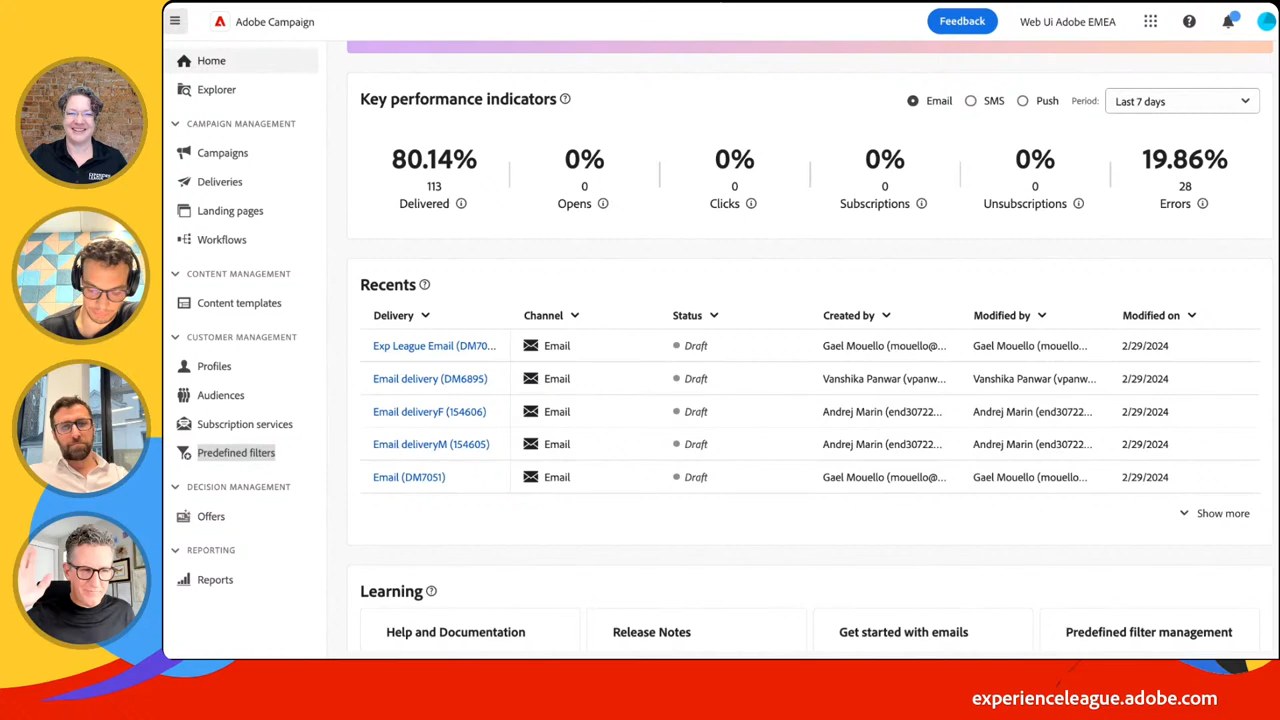 Adobe Campaign
Feedback
Web Ui Adobe EMEA
Home
Explorer
CAMPAIGN MANAGEMENT
Campaigns
Deliveries
Landing pages
Workflows
CONTENT MANAGEMENT
Content templates
CUSTOMER MANAGEMENT
Profiles
Audiences
Subscription services
Predefined filters
DECISION MANAGEMENT
Offers
REPORTING
Reports
Key performance indicators
Email SMS Push Period: Last 7 days
80.14% 0% 0% 0% 0% 19.86%
113 0 0 0 0 28
Delivered Opens Clicks Subscriptions Unsubscriptions Errors
Recents
Delivery Channel Status Created by Modified by Modified on
Exp League Email (DM70... Email Draft Gael Mouello (mouello@... Gael Mouello (mouello... 2/29/2024
Email delivery (DM6895) Email Draft Vanshika Panwar (vpanw... Vanshika Panwar (vpanw... 2/29/2024
Email deliveryF (154606) Email Draft Andrej Marin (end30722... Andrej Marin (end30722... 2/29/2024
Email deliveryM (154605) Email Draft Andrej Marin (end30722... Andrej Marin (end30722... 2/29/2024
Email (DM7051) Email Draft Gael Mouello (mouello@... Gael Mouello (mouello... 2/29/2024
Show more
Learning
Help and Documentation Release Notes Get started with emails Predefined filter management
experienceleague.adobe.com